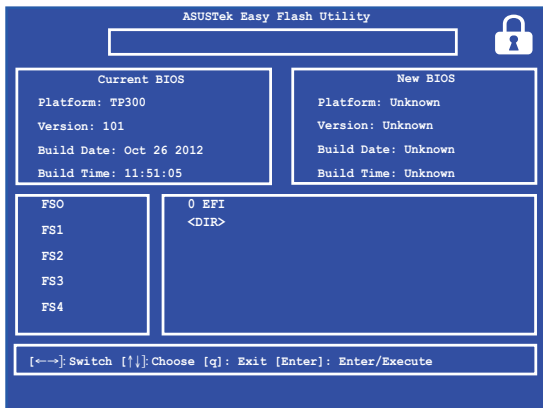 ASUSTek Easy Flash Utility
Current BIOS
Platform: TP300
Version: 101
Build Date: Oct 26 2012
Build Time: 11:51:05
New BIOS
Platform: Unknown
Version: Unknown
Build Date: Unknown
Build Time: Unknown
FSO
FS1
FS2
FS3
FS4
0 EFI
<DIR>
[←→]: Switch [↑↓]: Choose [q]: Exit [Enter]: Enter/Execute